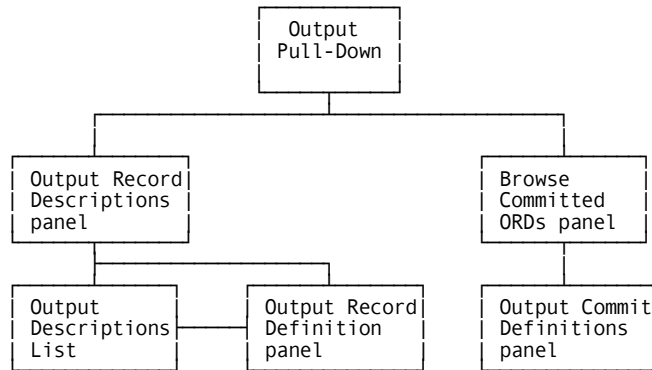 Output
Pull-Down
Output Record
Descriptions
panel
Browse
Committed
ORDs panel
Output
Descriptions
List
Output Record
Definition
panel
Output Commit
Definitions
panel